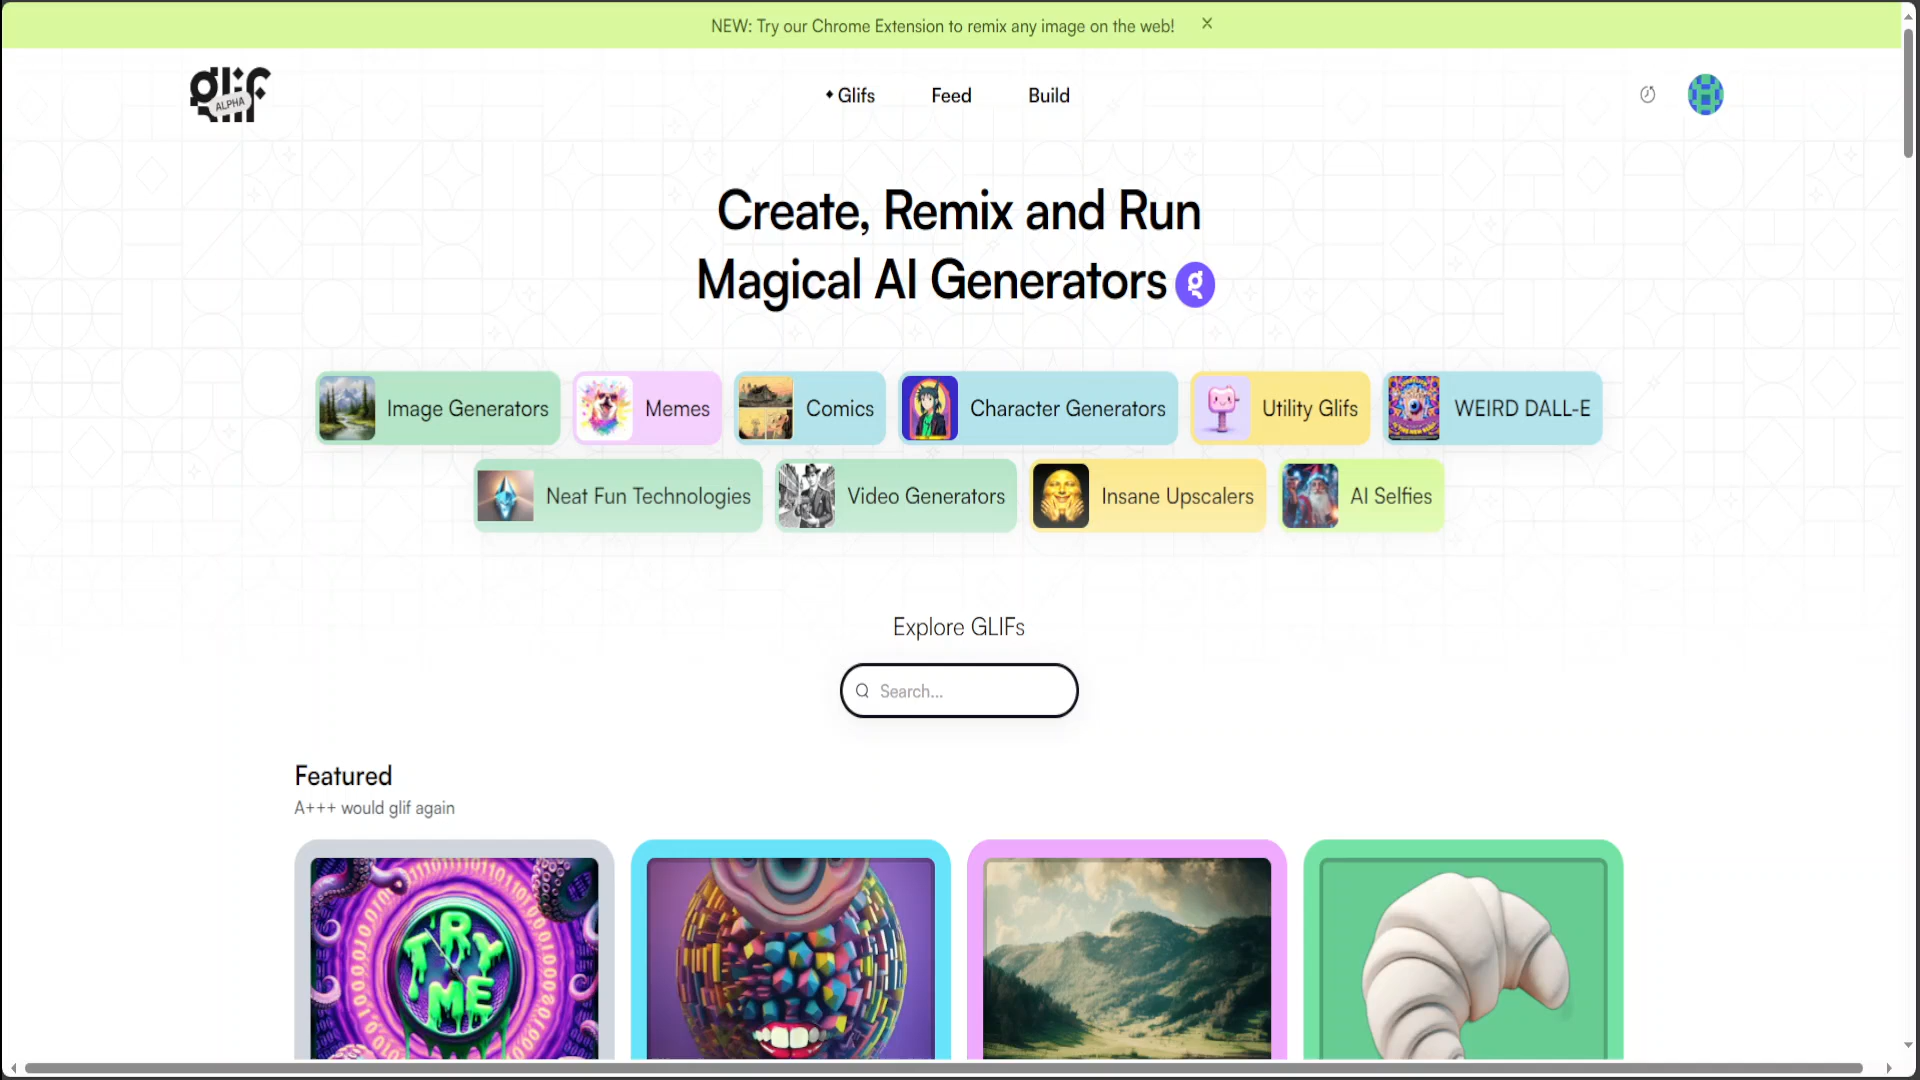 NEW: Try our Chrome Extension to remix any image on the web!
glif
ALPHA
Glifs
Feed
Build
Create, Remix and Run
Magical AI Generators g
Image Generators
Memes
Comics
Character Generators
Utility Glifs
WEIRD DALL-E
Neat Fun Technologies
Video Generators
Insane Upscalers
AI Selfies
Explore GLIFs
Search...
Featured
A+++ would glif again
TRY
ME